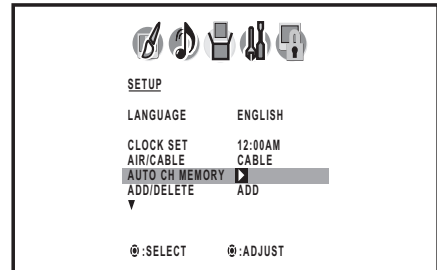 SETUP
LANGUAGE ENGLISH
CLOCK SET 12:00AM
AIR/CABLE CABLE
AUTO CH MEMORY
ADD/DELETE ADD
:SELECT :ADJUST